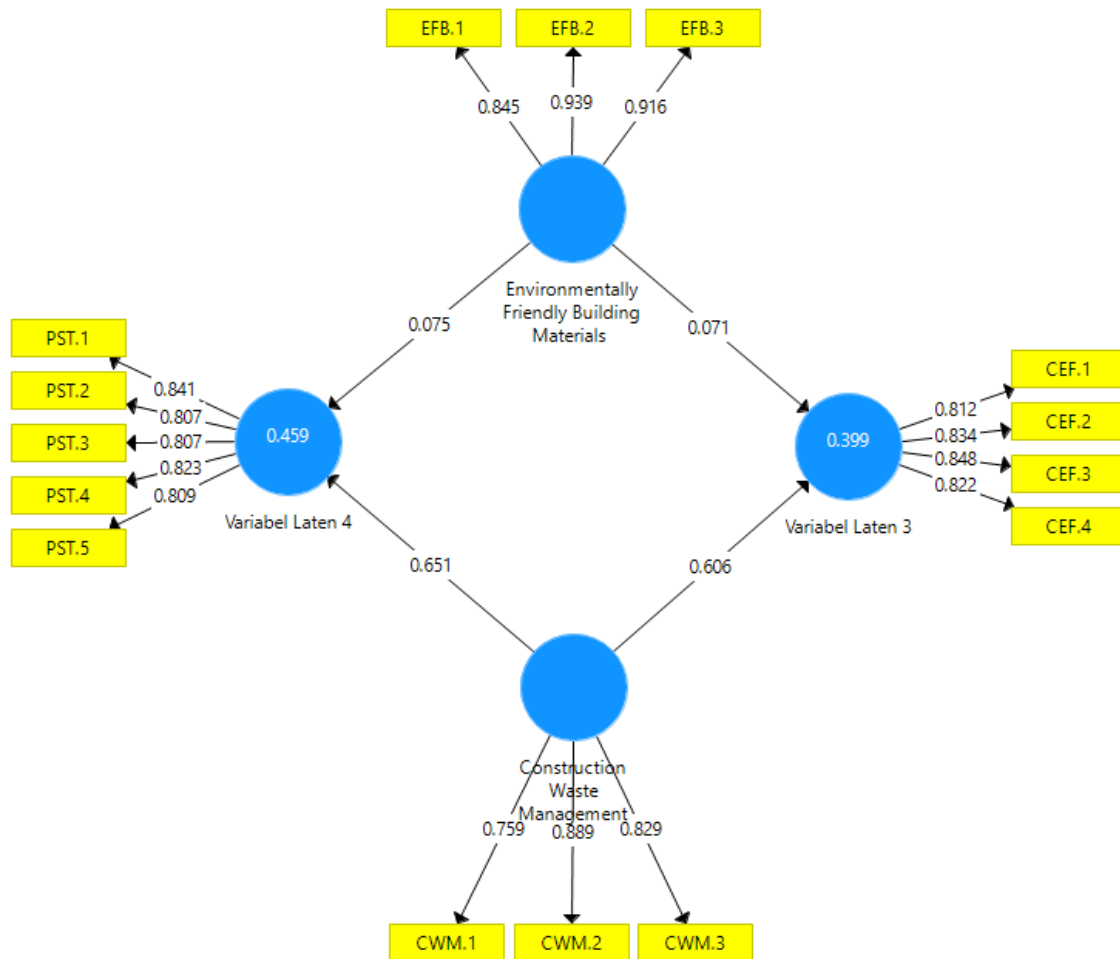 EFB.1 EFB.2 EFB.3
0.845 0.939 0.916
Environmentally
Friendly Building
Materials
0.075 0.071
PST.1
PST.2
PST.3
PST.4
PST.5
0.841
0.807
0.807
0.823
0.809
0.459
Variabel Laten 4
0.399
Variabel Laten 3
0.812
0.834
0.848
0.822
CEF.1
CEF.2
CEF.3
CEF.4
0.651 0.606
Construction
Waste
Management
0.759 0.889 0.829
CWM.1 CWM.2 CWM.3